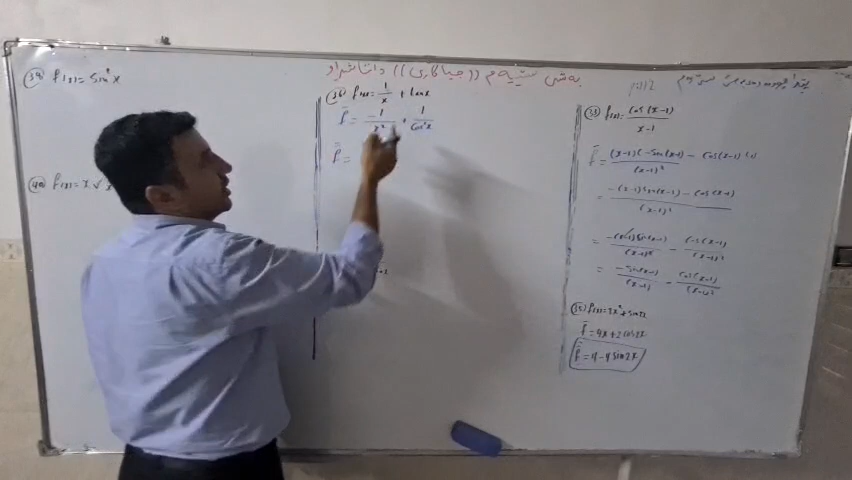 بەشی سێیەم ((جیاکاری)) داتاشراو
(39) f(x) = sin²x
(40) f(x) = x√
(36) f(x) = 1/x + tanx
f̄ = -1/x² + 1/cos²x
f̿ =
(33) f(x) = cos(x-1)/(x-1)
f̄ = ((x-1)(-sin(x-1) - cos(x-1)(1)/(x-1)²
= (-(x-1)sin(x-1) - cos(x-1))/(x-1)²
= -(x-1)sin(x-1)/(x-1)² - cos(x-1)/(x-1)²
= -sin(x-1)/(x-1) - cos(x-1)/(x-1)²
(35) f(x) = 2x² + sin2x
f̄ = 4x + 2cos2x
f̿ = 4 - 4sin2x